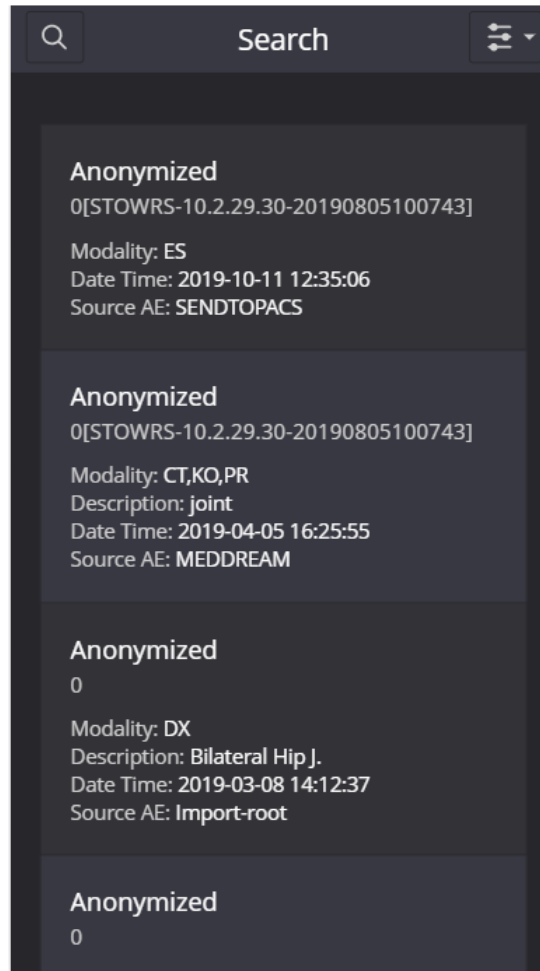 Search
Anonymized
0[STOWRS-10.2.29.30-20190805100743]
Modality: ES
Date Time: 2019-10-11 12:35:06
Source AE: SENDTOPACS
Anonymized
0[STOWRS-10.2.29.30-20190805100743]
Modality: CT,KO,PR
Description: joint
Date Time: 2019-04-05 16:25:55
Source AE: MEDDREAM
Anonymized
0
Modality: DX
Description: Bilateral Hip J.
Date Time: 2019-03-08 14:12:37
Source AE: Import-root
Anonymized
0